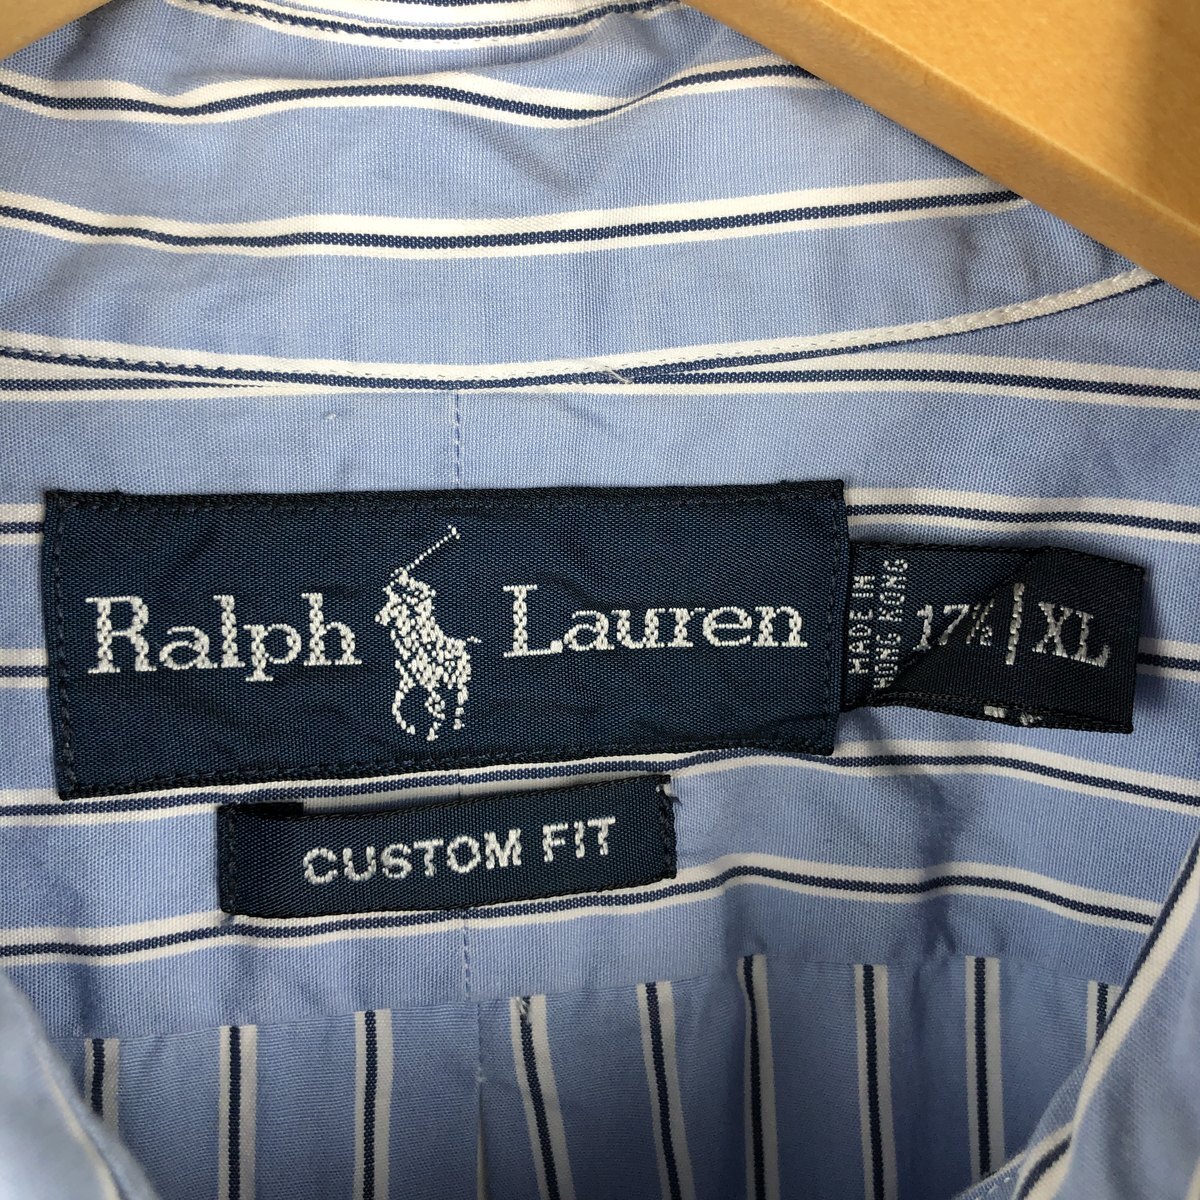 Ralph Lauren
MADE IN
HONG KONG
17½ | XL
CUSTOM FIT